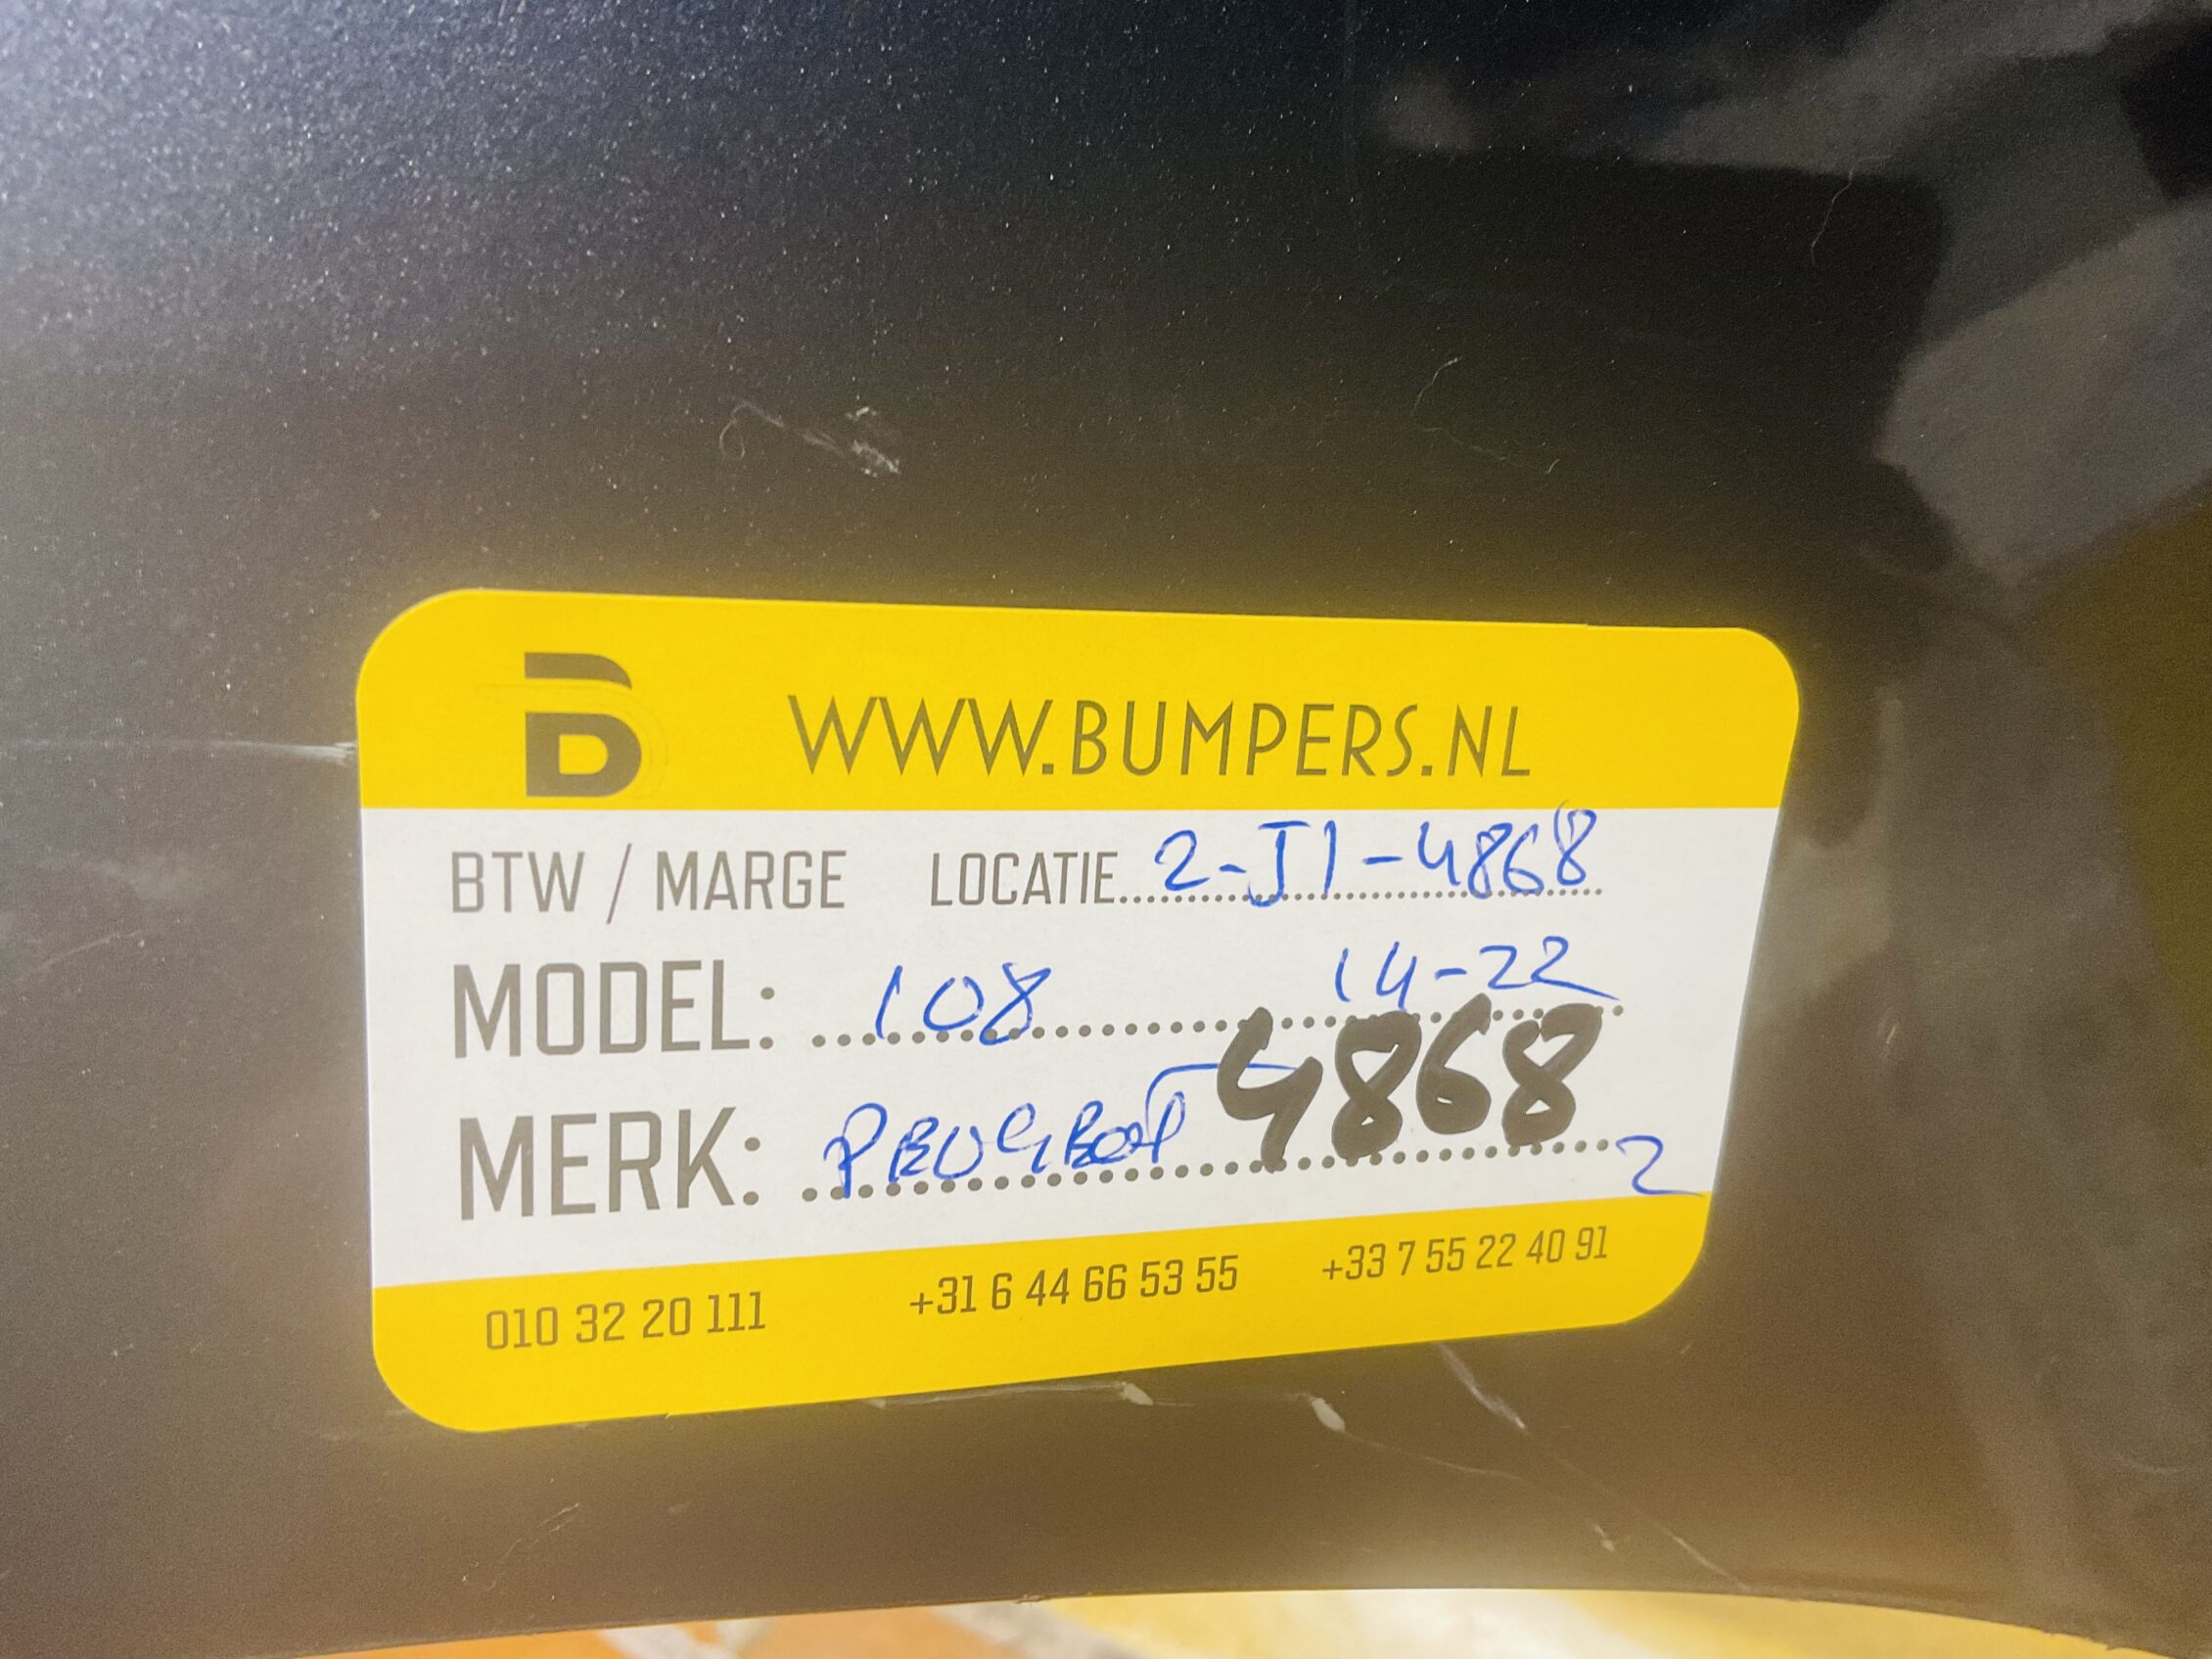 B WWW.BUMPERS.NL
BTW / MARGE LOCATIE 2-J1-4868
MODEL: 108 14-22
MERK: PEUGEOT 4868
2
010 32 20 111 +31 6 44 66 53 55 +33 7 55 22 40 91